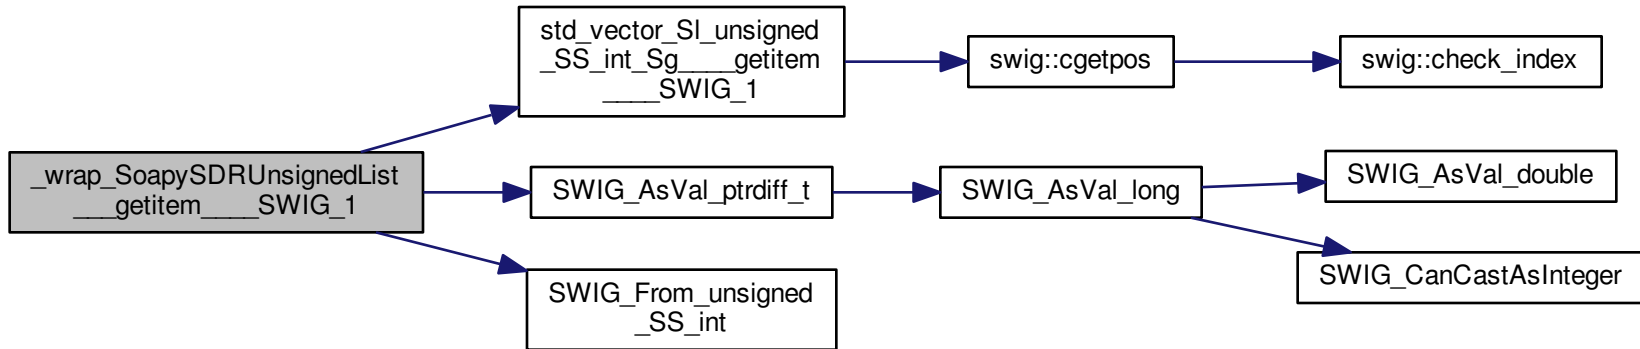 _wrap_SoapySDRUnsignedList
___getitem____SWIG_1
std_vector_Sl_unsigned
_SS_int_Sg____getitem
____SWIG_1
swig::cgetpos
swig::check_index
SWIG_AsVal_ptrdiff_t
SWIG_AsVal_long
SWIG_AsVal_double
SWIG_CanCastAsInteger
SWIG_From_unsigned
_SS_int